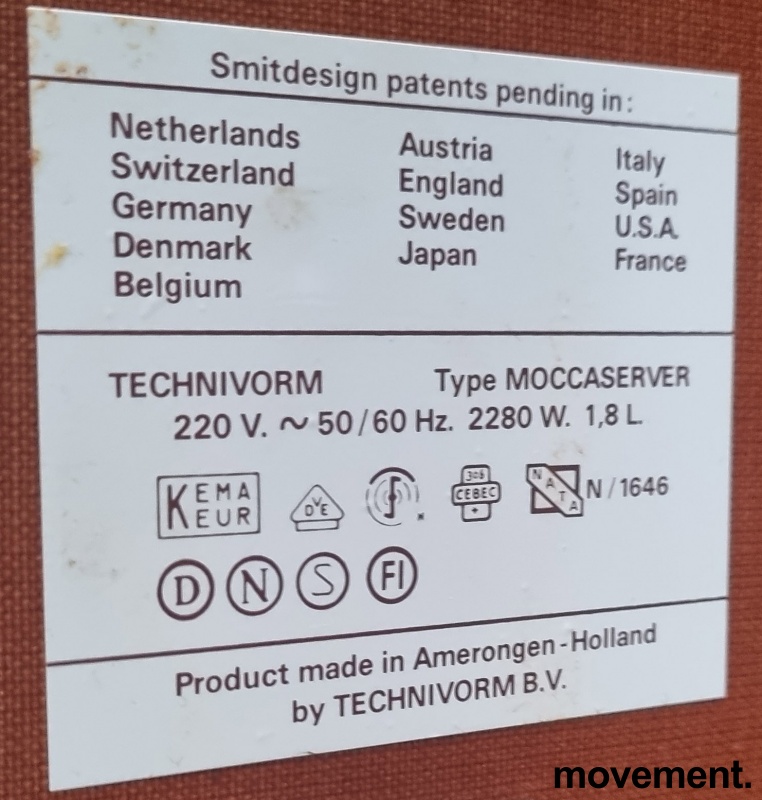 Smitdesign patents pending in:
Netherlands
Switzerland
Germany
Denmark
Belgium
Austria
England
Sweden
Japan
Italy
Spain
U.S.A.
France
TECHNIVORM Type MOCCASERVER
220 V. ~ 50/60 Hz. 2280 W. 1,8 L.
KEMA
EUR
DVE
CEBEC
NATA
N/1646
D N S FI
Product made in Amerongen-Holland
by TECHNIVORM B.V.
movement.